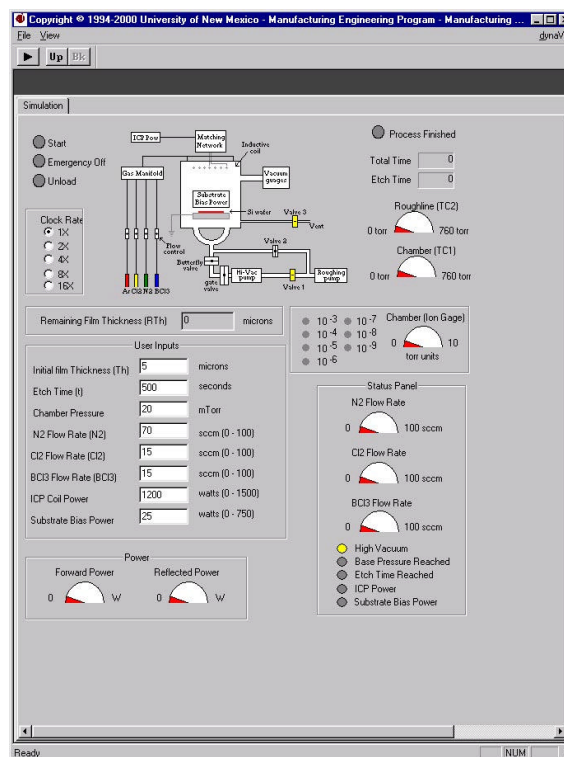 Copyright © 1994-2000 University of New Mexico - Manufacturing Engineering Program - Manufacturing ...
File View dynaV
Up Bk
Simulation
Start
Emergency Off
Unload
Clock Rate
1X
2X
4X
8X
16X
ICP Pow
Matching Network
Inductive coil
Gas Manifold
Vacuum guages
Substrate Bias Power
Si wafer
Valve 3
Vent
Flow control
Valve 2
Butterfly valve
gate valve
Hi-Vac pump
Valve 1
Roughing pump
Ar Cl2 N2 BCl3
Process Finished
Total Time 0
Etch Time 0
Roughline (TC2)
0 torr 760 torr
Chamber (TC1)
0 torr 760 torr
Remaining Film Thickness (RTh) 0 microns
10 -3 10 -7
10 -4 10 -8
10 -5 10 -9
10 -6
Chamber (Ion Gage)
0 10
torr units
User Inputs
Initial film Thickness (Th) 5 microns
Etch Time (t) 500 seconds
Chamber Pressure 20 mTorr
N2 Flow Rate (N2) 70 sccm (0 - 100)
Cl2 Flow Rate (Cl2) 15 sccm (0 - 100)
BCl3 Flow Rate (BCl3) 15 sccm (0 - 100)
ICP Coil Power 1200 watts (0 - 1500)
Substrate Bias Power 25 watts (0 - 750)
Status Panel
N2 Flow Rate
0 100 sccm
Cl2 Flow Rate
0 100 sccm
BCl3 Flow Rate
0 100 sccm
High Vacuum
Base Pressure Reached
Etch Time Reached
ICP Power
Substrate Bias Power
Power
Forward Power Reflected Power
0 W 0 W
Ready NUM